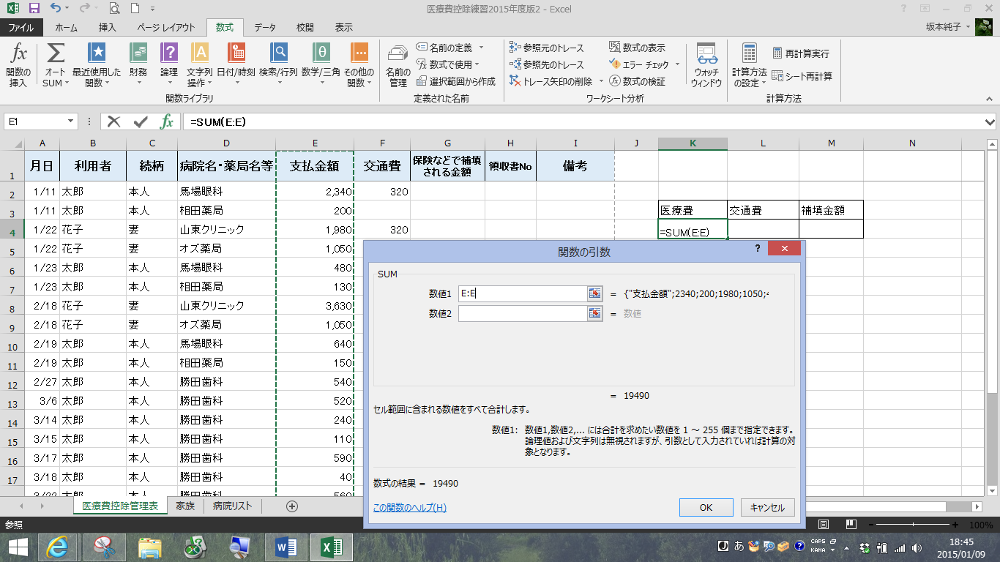 医療費控除練習2015年度版2 - Excel
ファイル ホーム 挿入 ページ レイアウト 数式 データ 校閲 表示 坂本純子
関数の挿入
オート SUM
最近使用した関数
財務
論理
文字列操作
日付/時刻
検索/行列
数学/三角
その他の関数
関数ライブラリ
名前の管理
名前の定義
数式で使用
選択範囲から作成
定義された名前
参照元のトレース
参照先のトレース
トレース矢印の削除
数式の表示
エラー チェック
数式の検証
ワークシート分析
ウォッチ ウィンドウ
計算方法の設定
再計算実行
シート再計算
計算方法
E1 fx =SUM(E:E)
A B C D E F G H I J K L M N
1 月日 利用者 続柄 病院名・薬局名等 支払金額 交通費 保険などで補填される金額 領収書No 備考
2 1/11 太郎 本人 馬場眼科 2,340 320
3 1/11 太郎 本人 相田薬局 200 医療費 交通費 補填金額
4 1/22 花子 妻 山東クリニック 1,980 320 =SUM(E:E)
5 1/22 花子 妻 オズ薬局 1,050
6 1/23 太郎 本人 馬場眼科 480
7 1/23 太郎 本人 相田薬局 130
8 2/18 花子 妻 山東クリニック 3,630
9 2/18 花子 妻 オズ薬局 1,050
10 2/19 太郎 本人 馬場眼科 640
11 2/19 太郎 本人 相田薬局 150
12 2/27 太郎 本人 勝田歯科 540
13 3/6 太郎 本人 勝田歯科 520
14 3/14 太郎 本人 勝田歯科 240
15 3/15 太郎 本人 勝田歯科 110
16 3/17 太郎 本人 勝田歯科 590
17 3/18 太郎 本人 勝田歯科 40
3/22 太郎 本人 勝田歯科 560
関数の引数
? ×
SUM
数値1 E:E = {"支払金額";2340;200;1980;1050;4
数値2 = 数値
= 19490
セル範囲に含まれる数値をすべて合計します。
数値1: 数値1,数値2,... には合計を求めたい数値を 1 ～ 255 個まで指定できます。
論理値および文字列は無視されますが、引数として入力されていれば計算の対
象となります。
数式の結果 = 19490
この関数のヘルプ(H)
OK キャンセル
医療費控除管理表 家族 病院リスト
参照 100%
あ CAPS KANA
18:45
2015/01/09